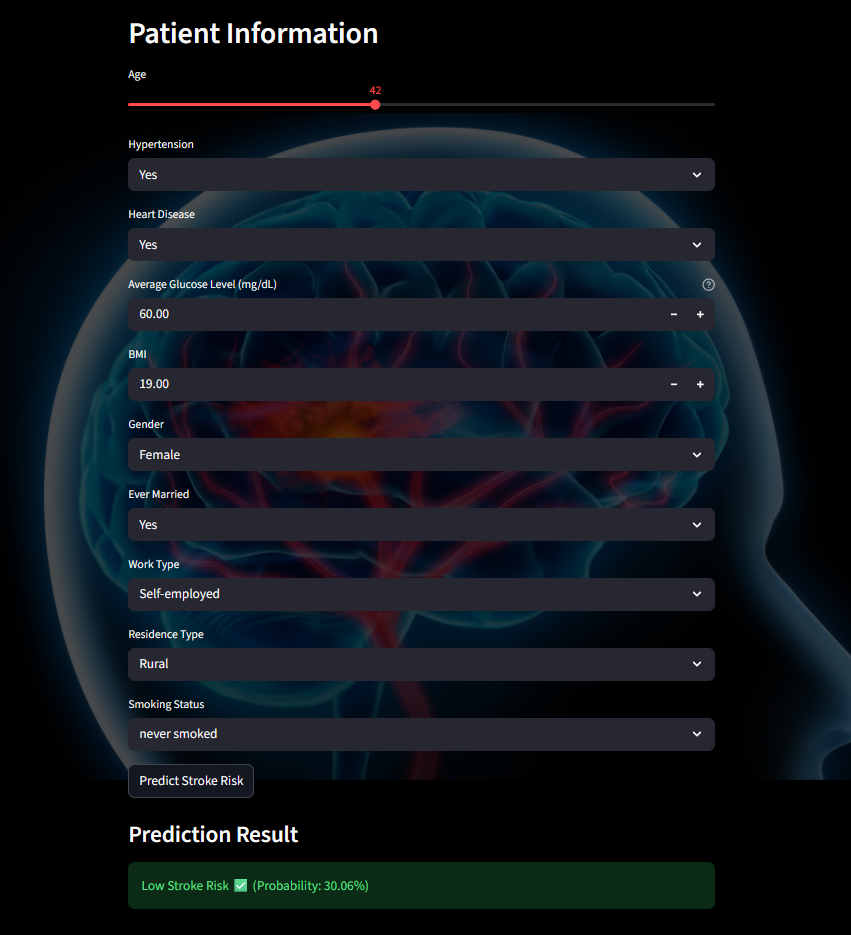 Patient Information
Age
42
Hypertension
Yes
Heart Disease
Yes
Average Glucose Level (mg/dL)
60.00
BMI
19.00
Gender
Female
Ever Married
Yes
Work Type
Self-employed
Residence Type
Rural
Smoking Status
never smoked
Predict Stroke Risk
Prediction Result
Low Stroke Risk ✅ (Probability: 30.06%)